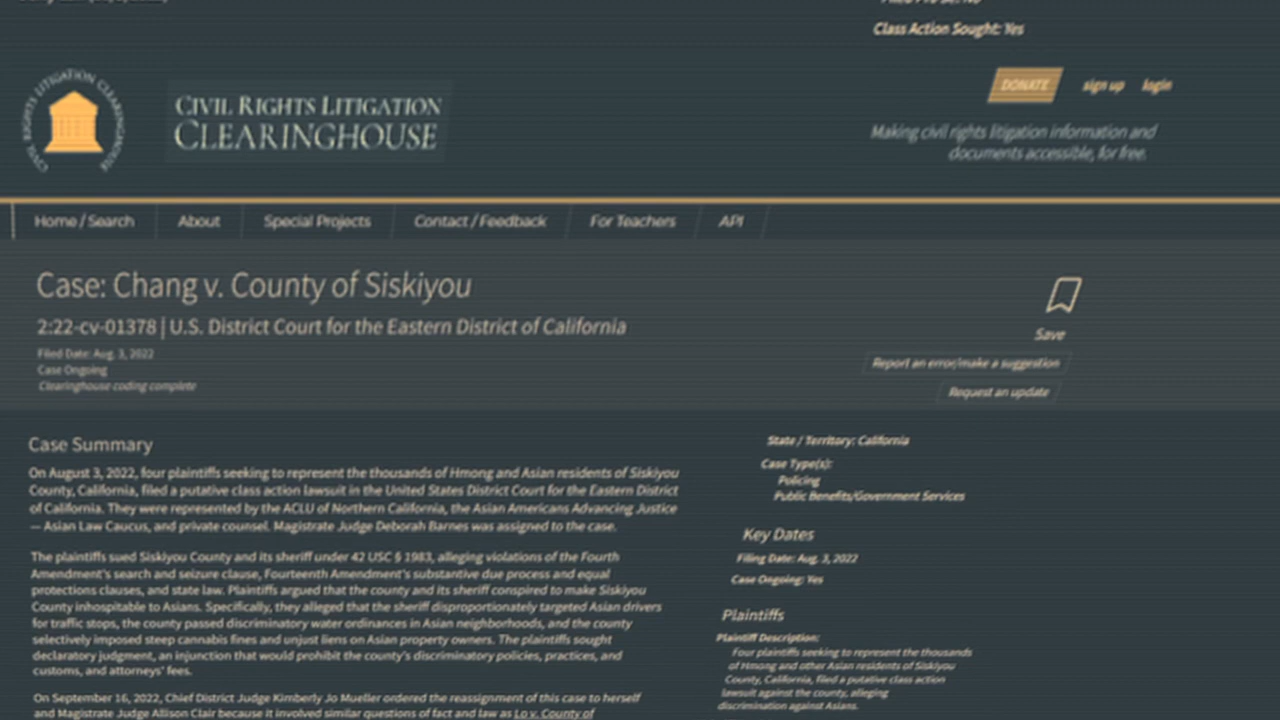 Class Action Sought: Yes
CIVIL RIGHTS LITIGATION CLEARINGHOUSE
CIVIL RIGHTS LITIGATION
CLEARINGHOUSE
DONATE sign up login
Making civil rights litigation information and
documents accessible, for free.
Home / Search About Special Projects Contact / Feedback For Teachers API
Case: Chang v. County of Siskiyou
2:22-cv-01378 | U.S. District Court for the Eastern District of California
Filed Date: Aug. 3, 2022
Case Ongoing
Clearinghouse coding complete
Save
Report an error/make a suggestion
Request an update
Case Summary
On August 3, 2022, four plaintiffs seeking to represent the thousands of Hmong and Asian residents of Siskiyou
County, California, filed a putative class action lawsuit in the United States District Court for the Eastern District
of California. They were represented by the ACLU of Northern California, the Asian Americans Advancing Justice
— Asian Law Caucus, and private counsel. Magistrate Judge Deborah Barnes was assigned to the case.
The plaintiffs sued Siskiyou County and its sheriff under 42 USC § 1983, alleging violations of the Fourth
Amendment's search and seizure clause, Fourteenth Amendment's substantive due process and equal
protections clauses, and state law. Plaintiffs argued that the county and its sheriff conspired to make Siskiyou
County inhospitable to Asians. Specifically, they alleged that the sheriff disproportionately targeted Asian drivers
for traffic stops, the county passed discriminatory water ordinances in Asian neighborhoods, and the county
selectively imposed steep cannabis fines and unjust liens on Asian property owners. The plaintiffs sought
declaratory judgment, an injunction that would prohibit the county's discriminatory policies, practices, and
customs, and attorneys' fees.
On September 16, 2022, Chief District Judge Kimberly Jo Mueller ordered the reassignment of this case to herself
and Magistrate Judge Allison Clair because it involved similar questions of fact and law as Lo v. County of
State / Territory: California
Case Type(s):
Policing
Public Benefits/Government Services
Key Dates
Filing Date: Aug. 3, 2022
Case Ongoing: Yes
Plaintiffs
Plaintiff Description:
Four plaintiffs seeking to represent the thousands
of Hmong and other Asian residents of Siskiyou
County, California, filed a putative class action
lawsuit against the county, alleging
discrimination against Asians.